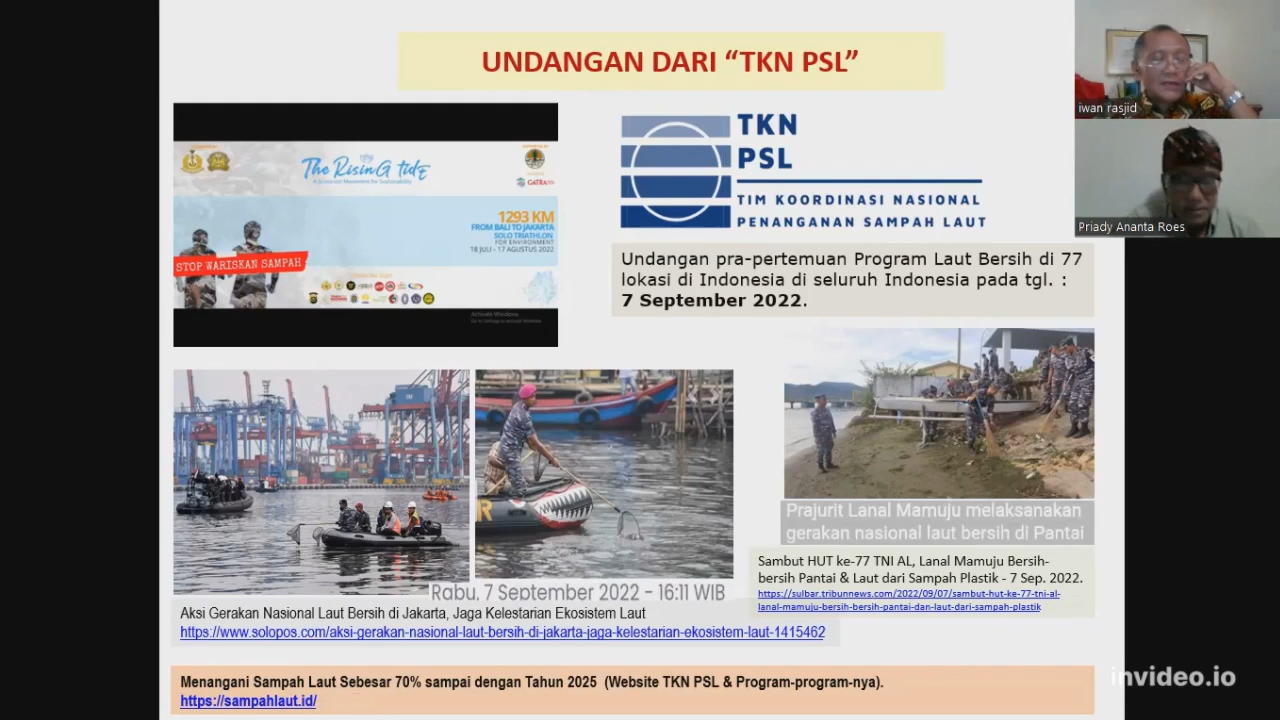 UNDANGAN DARI “TKN PSL”
iwan rasjid
Priady Ananta Roes
The RisinG tidE
1293 KM
FROM BALI TO JAKARTA
SOLO TRIATHLON
FOR ENVIRONMENT
18 JULI - 17 AGUSTUS 2022
STOP WARISKAN SAMPAH
GATRA
Activate Windows
TKN
PSL
TIM KOORDINASI NASIONAL
PENANGANAN SAMPAH LAUT
Undangan pra-pertemuan Program Laut Bersih di 77
lokasi di Indonesia di seluruh Indonesia pada tgl. :
7 September 2022.
Prajurit Lanal Mamuju melaksanakan
gerakan nasional laut bersih di Pantai
Sambut HUT ke-77 TNI AL, Lanal Mamuju Bersih-
bersih Pantai & Laut dari Sampah Plastik - 7 Sep. 2022.
https://sulbar.tribunnews.com/2022/09/07/sambut-hut-ke-77-tni-al-
lanal-mamuju-bersih-bersih-pantai-dan-laut-dari-sampah-plastik
Rabu, 7 September 2022 - 16:11 WIB
Aksi Gerakan Nasional Laut Bersih di Jakarta, Jaga Kelestarian Ekosistem Laut
https://www.solopos.com/aksi-gerakan-nasional-laut-bersih-di-jakarta-jaga-kelestarian-ekosistem-laut-1415462
Menangani Sampah Laut Sebesar 70% sampai dengan Tahun 2025 (Website TKN PSL & Program-program-nya).
https://sampahlaut.id/
invideo.io